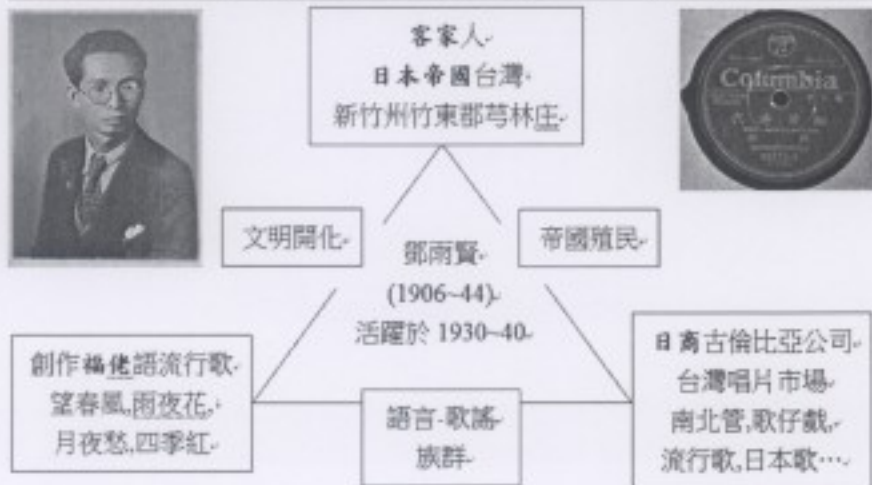 客家人
日本帝國台灣
新竹州竹東郡芎林庄
Columbia
文明開化
帝國殖民
鄧雨賢
(1906~44)
活躍於 1930~40
創作福佬語流行歌
望春風,雨夜花,
月夜愁,四季紅
語言-歌謠
族群
日商古倫比亞公司
台灣唱片市場
南北管,歌仔戲,
流行歌,日本歌…